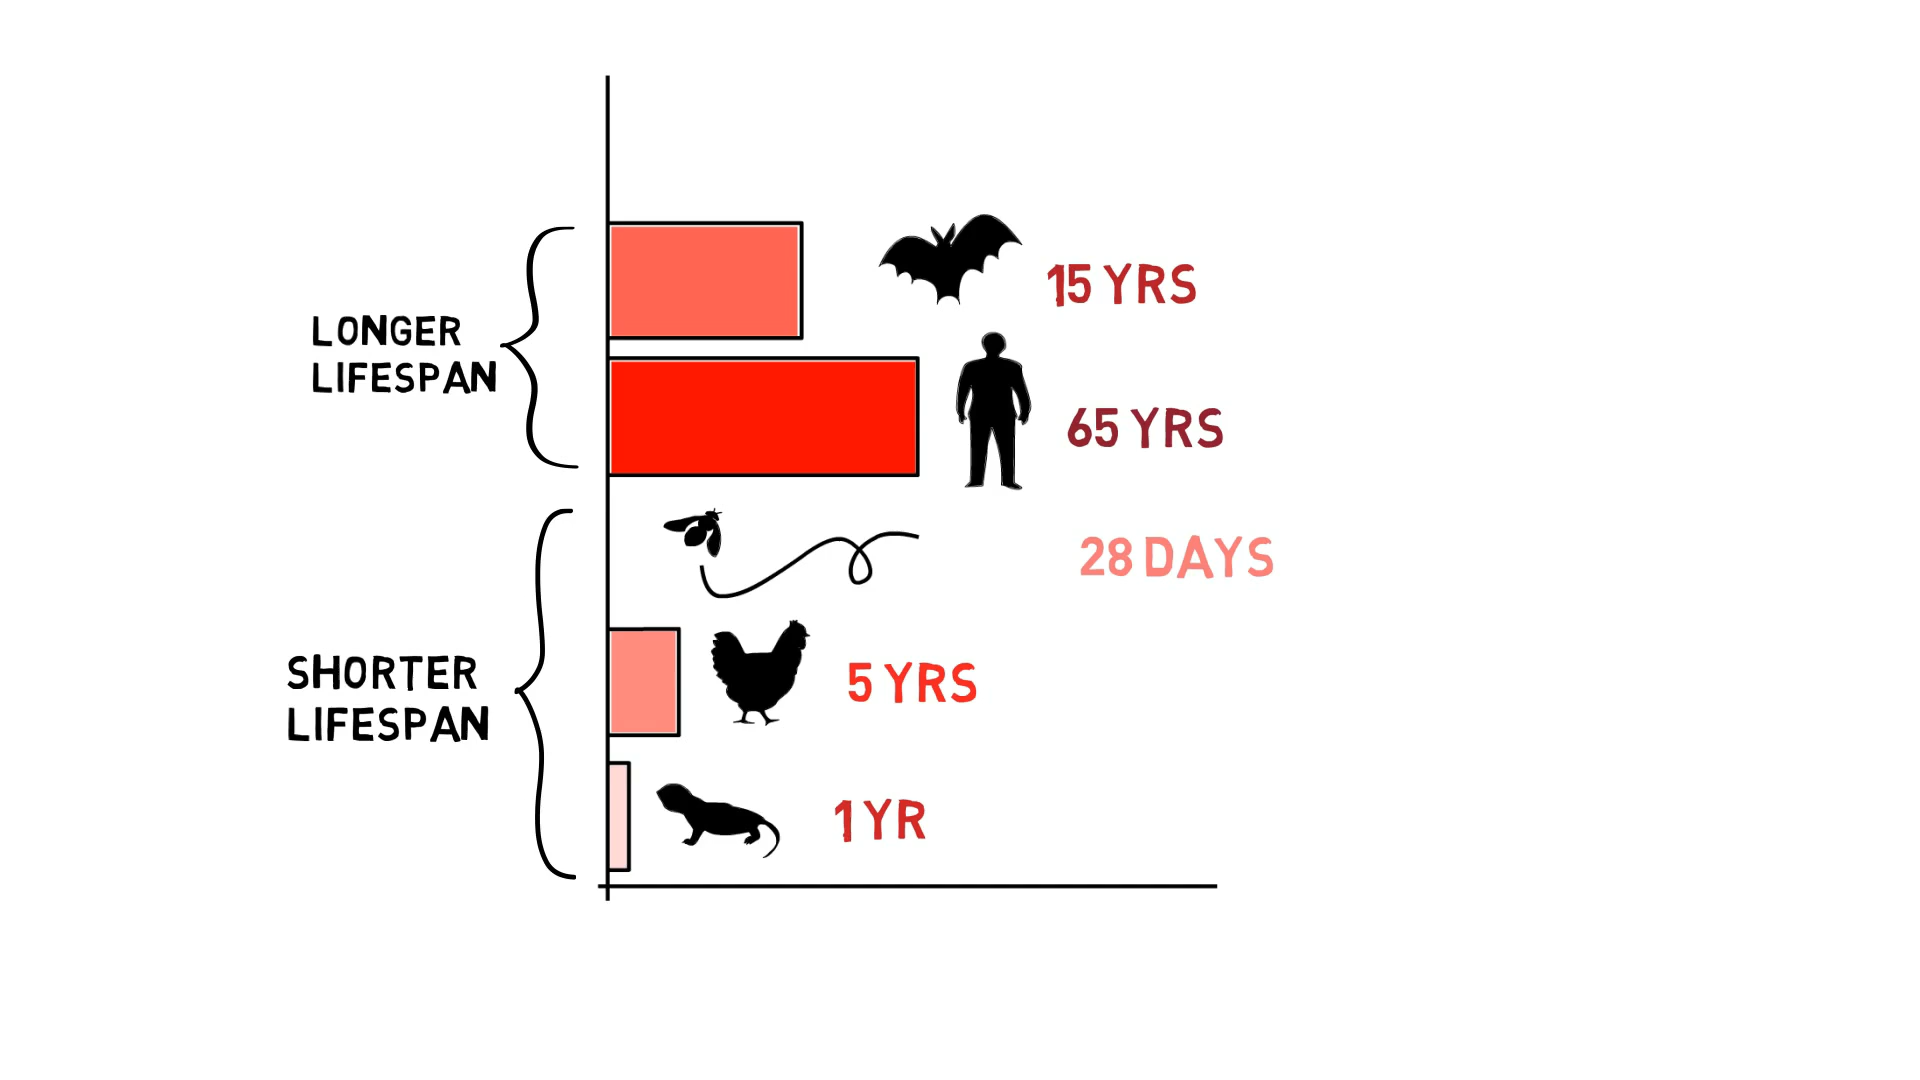 LONGER
LIFESPAN
15 YRS
65 YRS
28 DAYS
SHORTER
LIFESPAN
5 YRS
1 YR